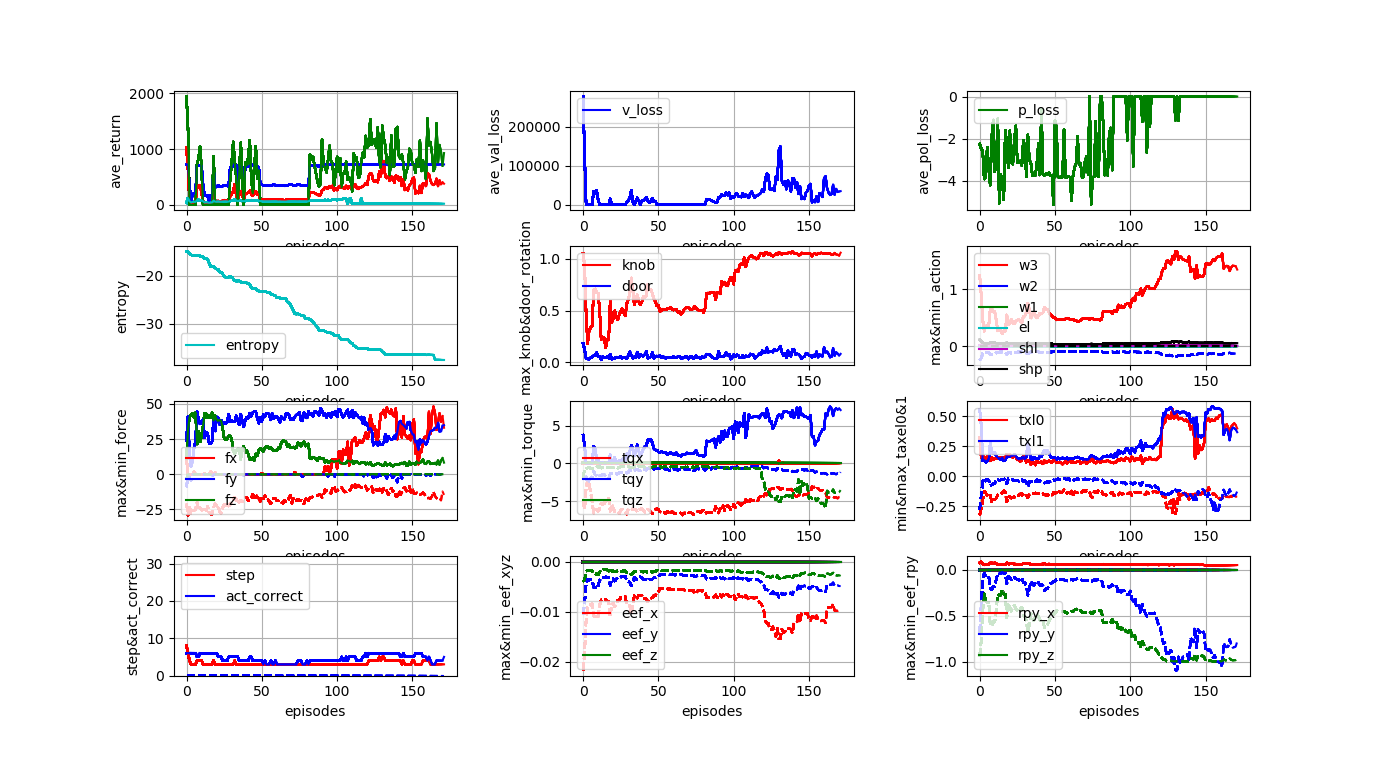 ave_return
2000
1000
0
0
50
100
150
episodes
ave_val_loss
v_loss
200000
100000
0
0
50
100
150
ave_pol_loss
p_loss
0
−2
−4
0
50
100
150
episodes
entropy
−20
−30
entropy
0
50
100
150
max_knob&door_rotation
1.0
0.5
0.0
knob
door
0
50
100
150
max&min_action
1
0
w3
w2
w1
el
shl
shp
0
50
100
150
max&min_force
50
25
0
−25
fx
fy
fz
0
50
100
150
episodes
max&min_torque
5
0
−5
tqx
tqy
tqz
0
50
100
150
episodes
min&max_taxel0&1
0.50
0.25
0.00
−0.25
txl0
txl1
0
50
100
150
episodes
step&act_correct
30
20
10
0
step
act_correct
0
50
100
150
episodes
max&min_eef_xyz
0.00
−0.01
−0.02
eef_x
eef_y
eef_z
0
50
100
150
episodes
max&min_eef_rpy
0.0
−0.5
−1.0
rpy_x
rpy_y
rpy_z
0
50
100
150
episodes